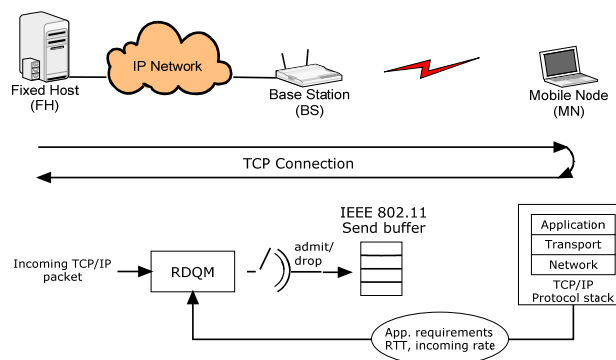 IP Network
Fixed Host
(FH)
Base Station
(BS)
Mobile Node
(MN)
TCP Connection
Incoming TCP/IP
packet
RDQM
admit/
drop
IEEE 802.11
Send buffer
Application
Transport
Network
TCP/IP
Protocol stack
App. requirements
RTT, incoming rate